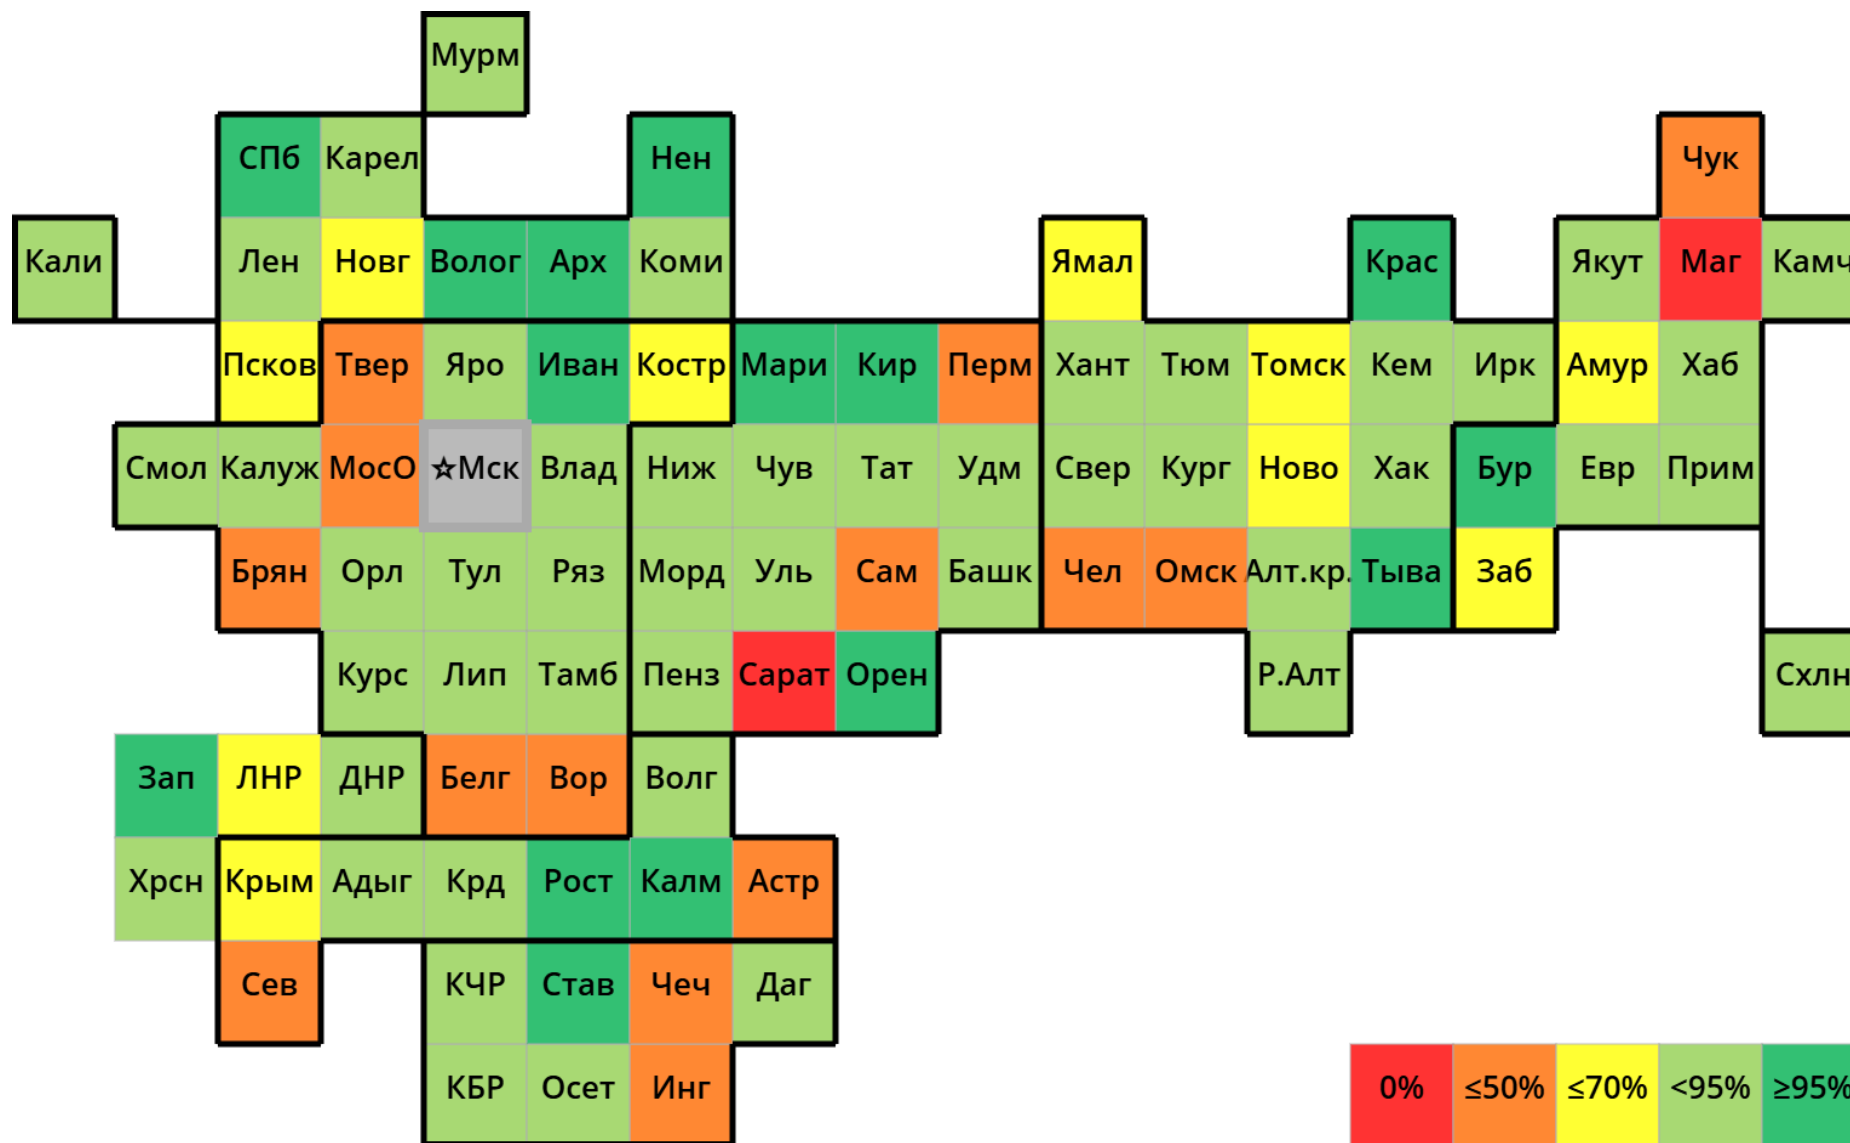 Мурм
СПб Карел Нен Чук
Кали Лен Новг Волог Арх Коми Ямал Крас Якут Маг Камч
Псков Твер Яро Иван Костр Мари Кир Перм Хант Тюм Томск Кем Ирк Амур Хаб
Смол Калуж МосО ☆Мск Влад Ниж Чув Тат Удм Свер Кург Ново Хак Бур Евр Прим
Брян Орл Тул Ряз Морд Уль Сам Башк Чел Омск Алт.кр. Тыва Заб
Курс Лип Тамб Пенз Сарат Орен Р.Алт Схлн
Зап ЛНР ДНР Белг Вор Волг
Хрсн Крым Адыг Крд Рост Калм Астр
Сев КЧР Став Чеч Даг
КБР Осет Инг 0% ≤50% ≤70% <95% ≥95%